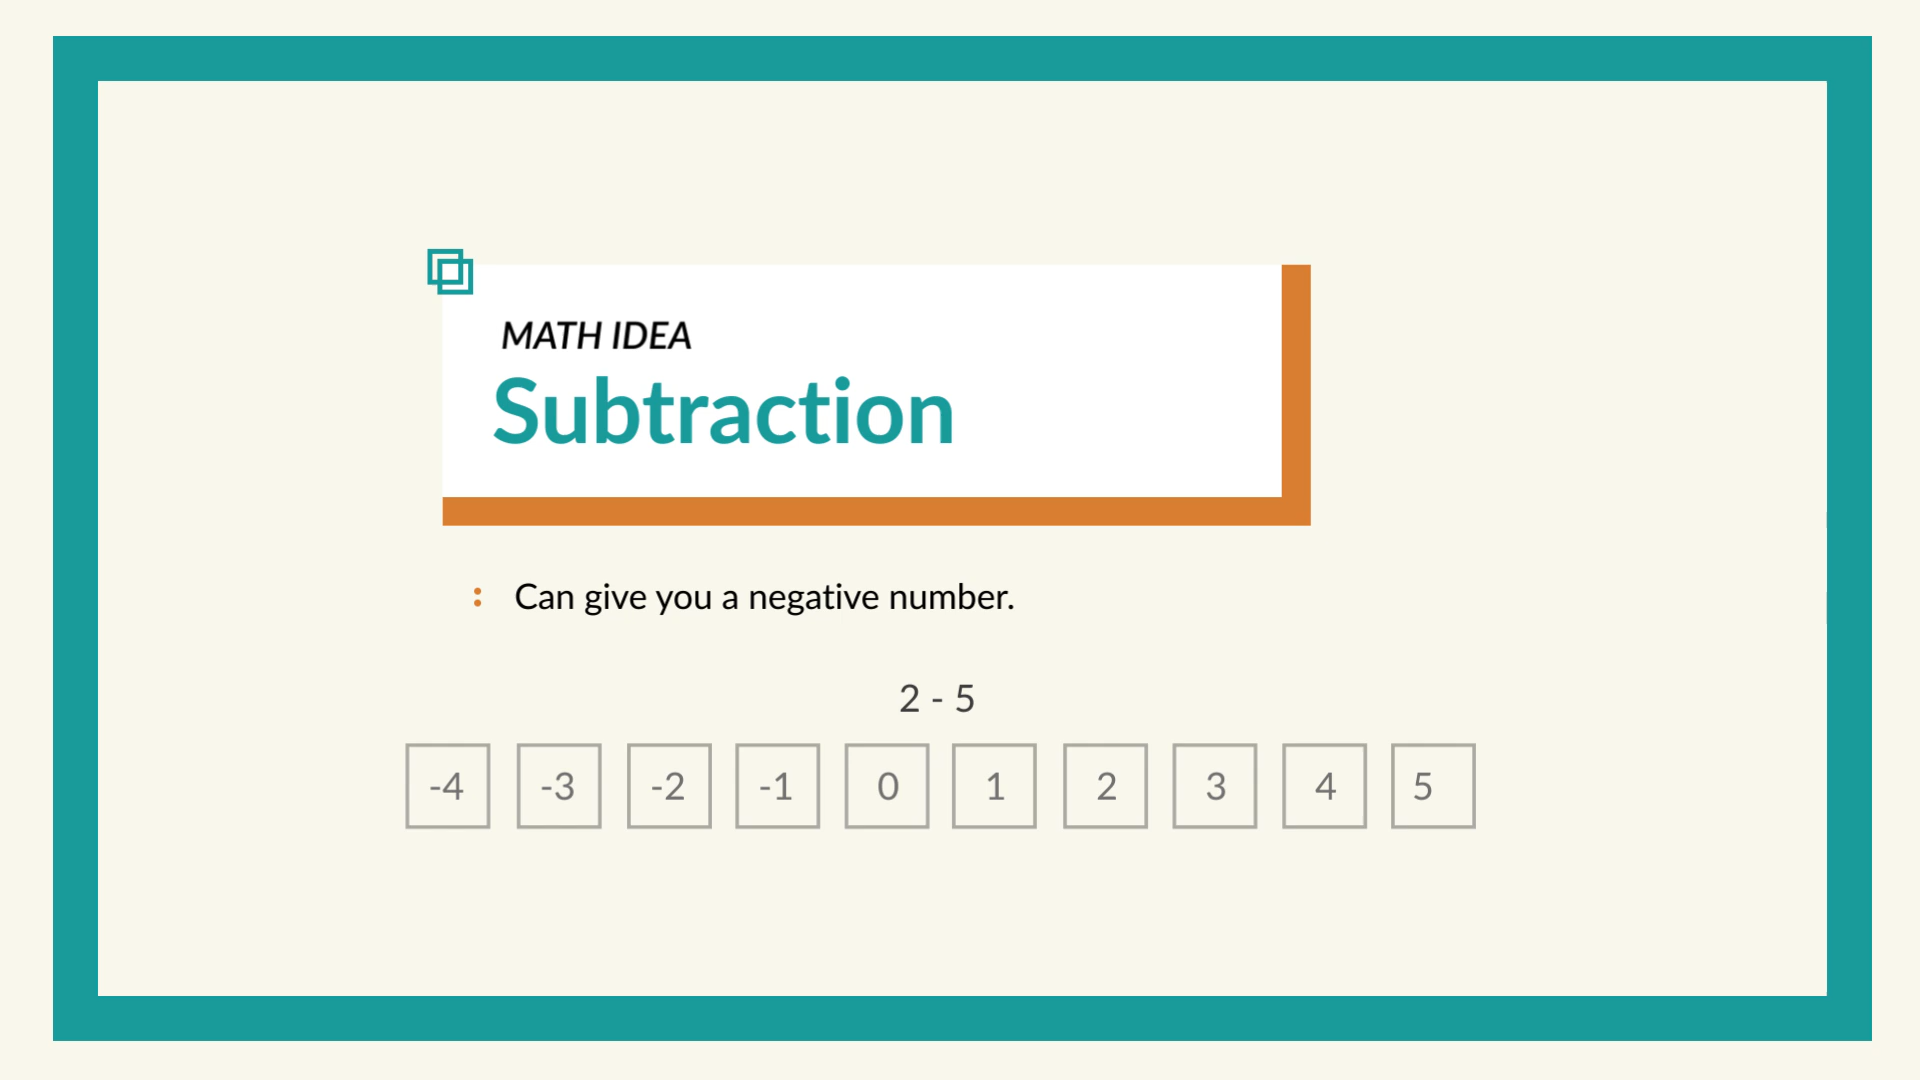 MATH IDEA
Subtraction
Can give you a negative number.
2 - 5
-4 -3 -2 -1 0 1 2 3 4 5